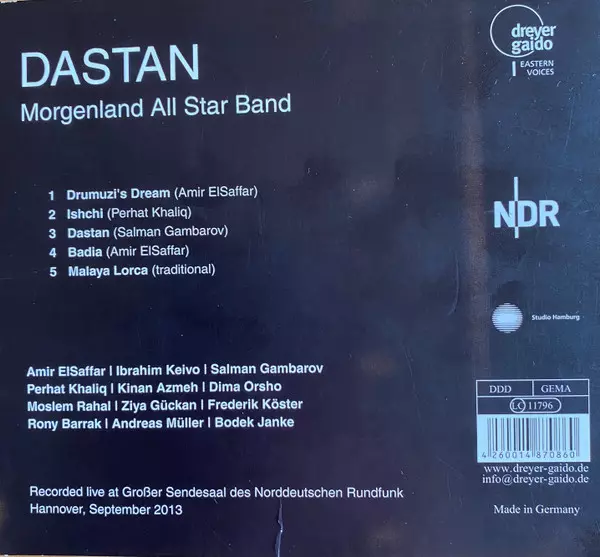 dreyer
gaido
EASTERN
VOICES
DASTAN
Morgenland All Star Band
1 Drumuzi's Dream (Amir ElSaffar)
2 Ishchi (Perhat Khaliq)
3 Dastan (Salman Gambarov)
4 Badia (Amir ElSaffar)
5 Malaya Lorca (traditional)
NDR
Studio Hamburg
Amir ElSaffar | Ibrahim Keivo | Salman Gambarov
Perhat Khaliq | Kinan Azmeh | Dima Orsho
Moslem Rahal | Ziya Gückan | Frederik Köster
Rony Barrak | Andreas Müller | Bodek Janke
DDD GEMA
LC 11796
4 260014 870860
www.dreyer-gaido.de
info@dreyer-gaido.de
Recorded live at Großer Sendesaal des Norddeutschen Rundfunk
Hannover, September 2013
Made in Germany